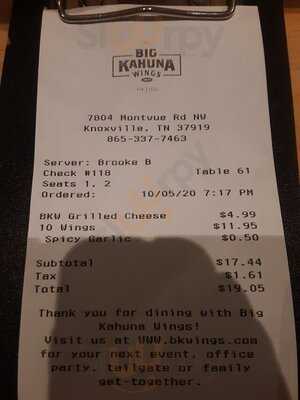 BIG
KAHUNA
WINGS
7804 Montvue Rd NW
Knoxville, TN 37919
865-337-7463
Server: Brooke B
Check #118 Table 61
Seats 1, 2
Ordered: 10/05/20 7:17 PM
BKW Grilled Cheese $4.99
10 Wings $11.95
Spicy Garlic $0.50
Subtotal $17.44
Tax $1.61
Total $19.05
Thank you for dining with Big
Kahuna Wings!
Visit us at WWW.bkwings.com
for your next event, office
party, tailgate or family
get-together.